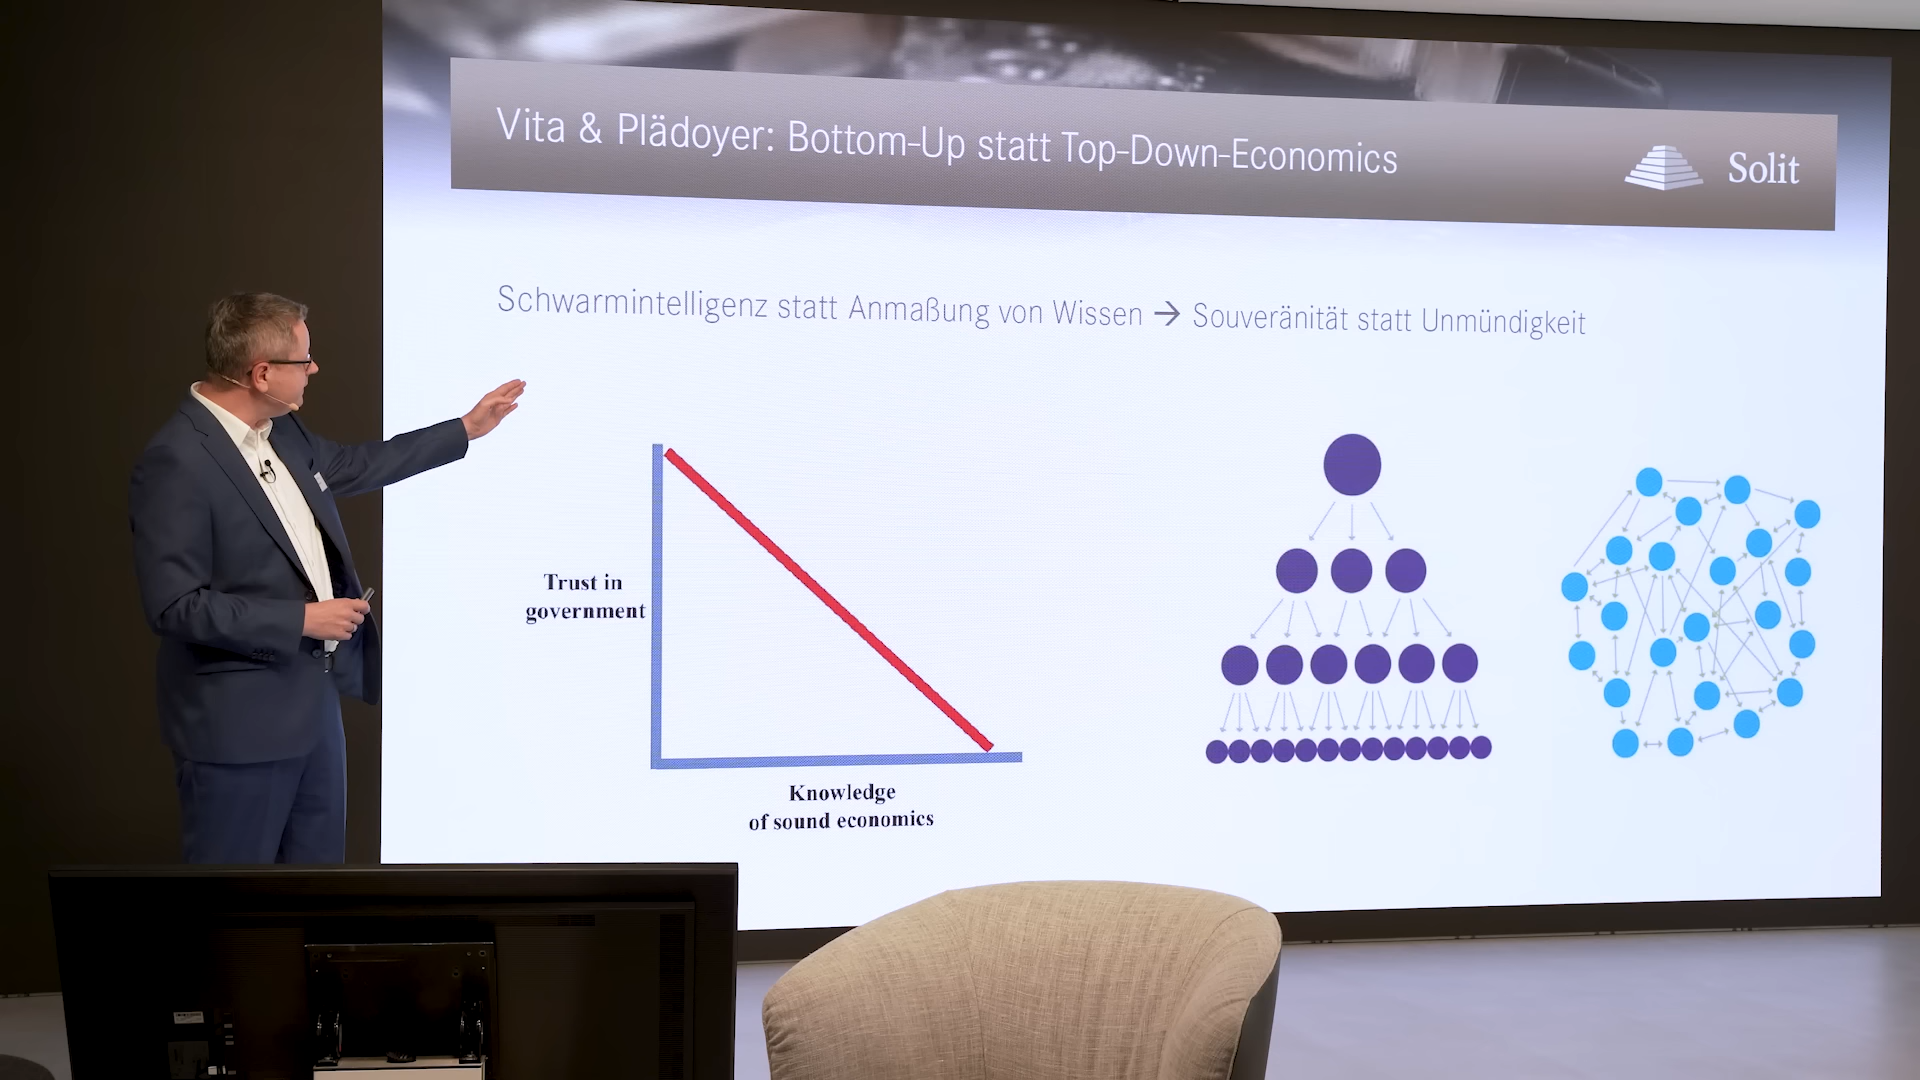 Vita & Plädoyer: Bottom-Up statt Top-Down-Economics
Solit
Schwarmintelligenz statt Anmaßung von Wissen → Souveränität statt Unmündigkeit
Trust in
government
Knowledge
of sound economics